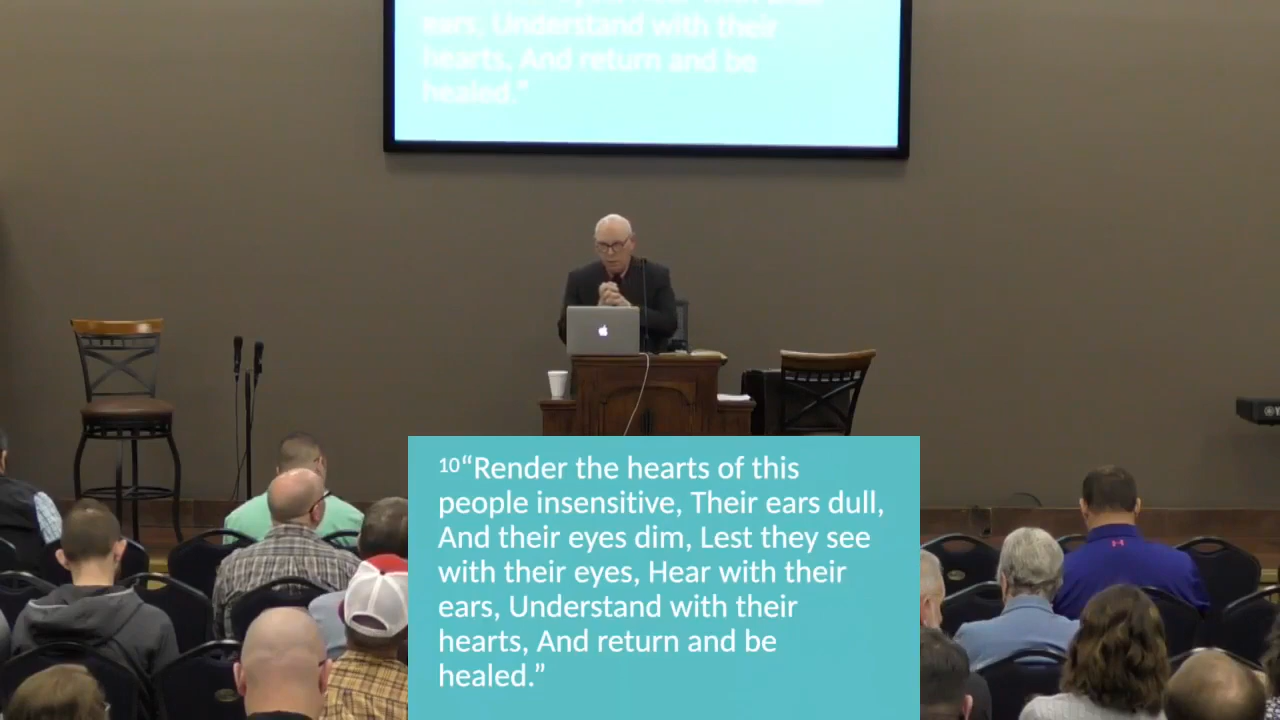 ears, Understand with their
hearts, And return and be
healed.”
10“Render the hearts of this
people insensitive, Their ears dull,
And their eyes dim, Lest they see
with their eyes, Hear with their
ears, Understand with their
hearts, And return and be
healed.”